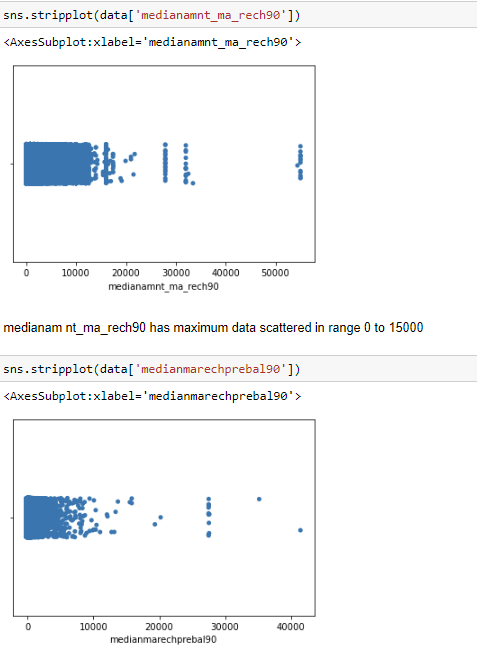 sns.stripplot(data['medianamnt_ma_rech90'])
<AxesSubplot:xlabel='medianamnt_ma_rech90'>
0 10000 20000 30000 40000 50000
medianamnt_ma_rech90
medianam nt_ma_rech90 has maximum data scattered in range 0 to 15000
sns.stripplot(data['medianmarechprebal90'])
<AxesSubplot:xlabel='medianmarechprebal90'>
0 10000 20000 30000 40000
medianmarechprebal90